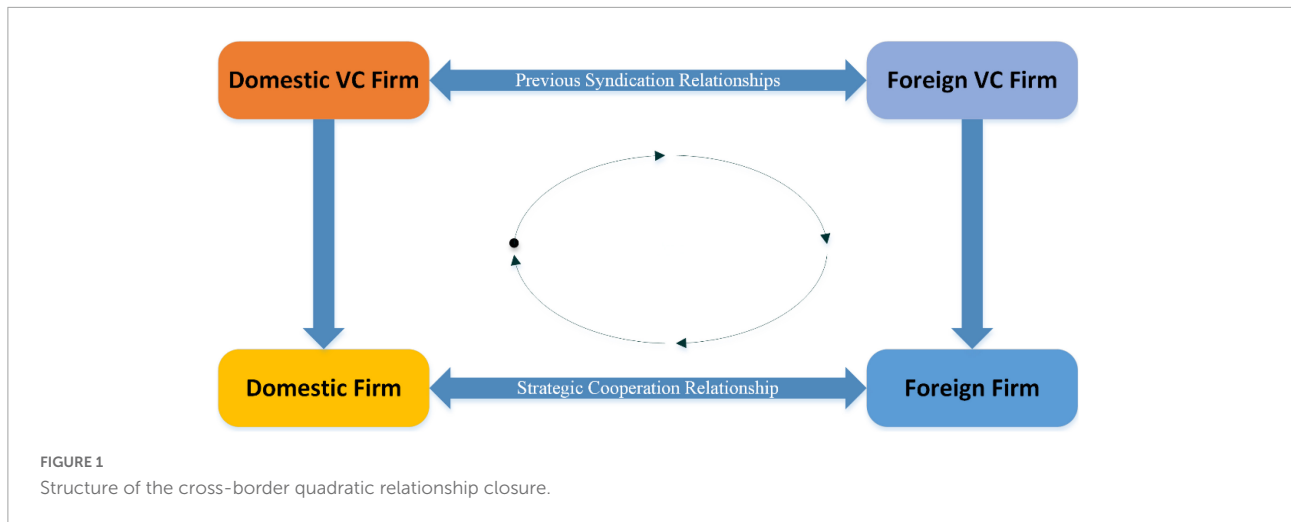 Domestic VC Firm
Previous Syndication Relationships
Foreign VC Firm
Domestic Firm
Strategic Cooperation Relationship
Foreign Firm
FIGURE 1
Structure of the cross-border quadratic relationship closure.